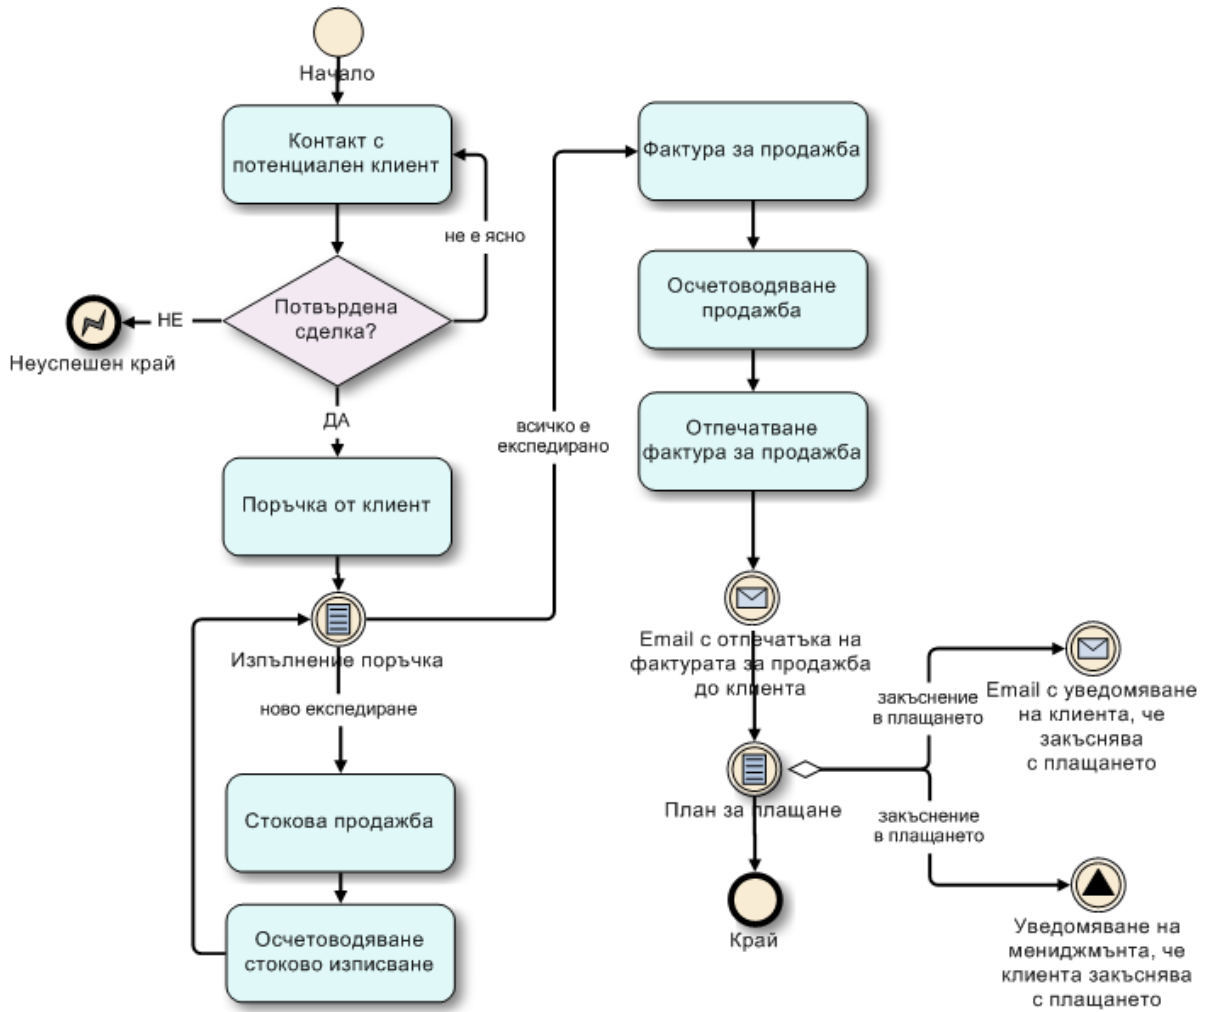 Начало
Контакт с
потенциален клиент
не е ясно
Потвърдена
сделка?
НЕ
Неуспешен край
ДА
Поръчка от клиент
Изпълнение поръчка
ново експедиране
Стокова продажба
Осчетоводяване
стоково изписване
всичко е
експедирано
Фактура за продажба
Осчетоводяване
продажба
Отпечатване
фактура за продажба
Email с отпечатъка на
фактурата за продажба
до клиента
План за плащане
Край
закъснение
в плащането
Email с уведомяване
на клиента, че
закъснява
с плащането
закъснение
в плащането
Уведомяване на
мениджмънта, че
клиента закъснява
с плащането